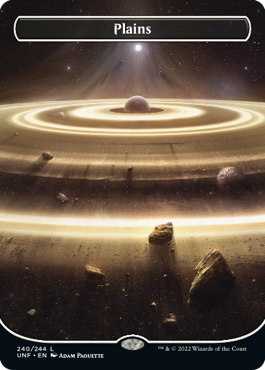 Plains
240/244 L
UNF • EN Adam Paquette
™ & © 2022 Wizards of the Coast